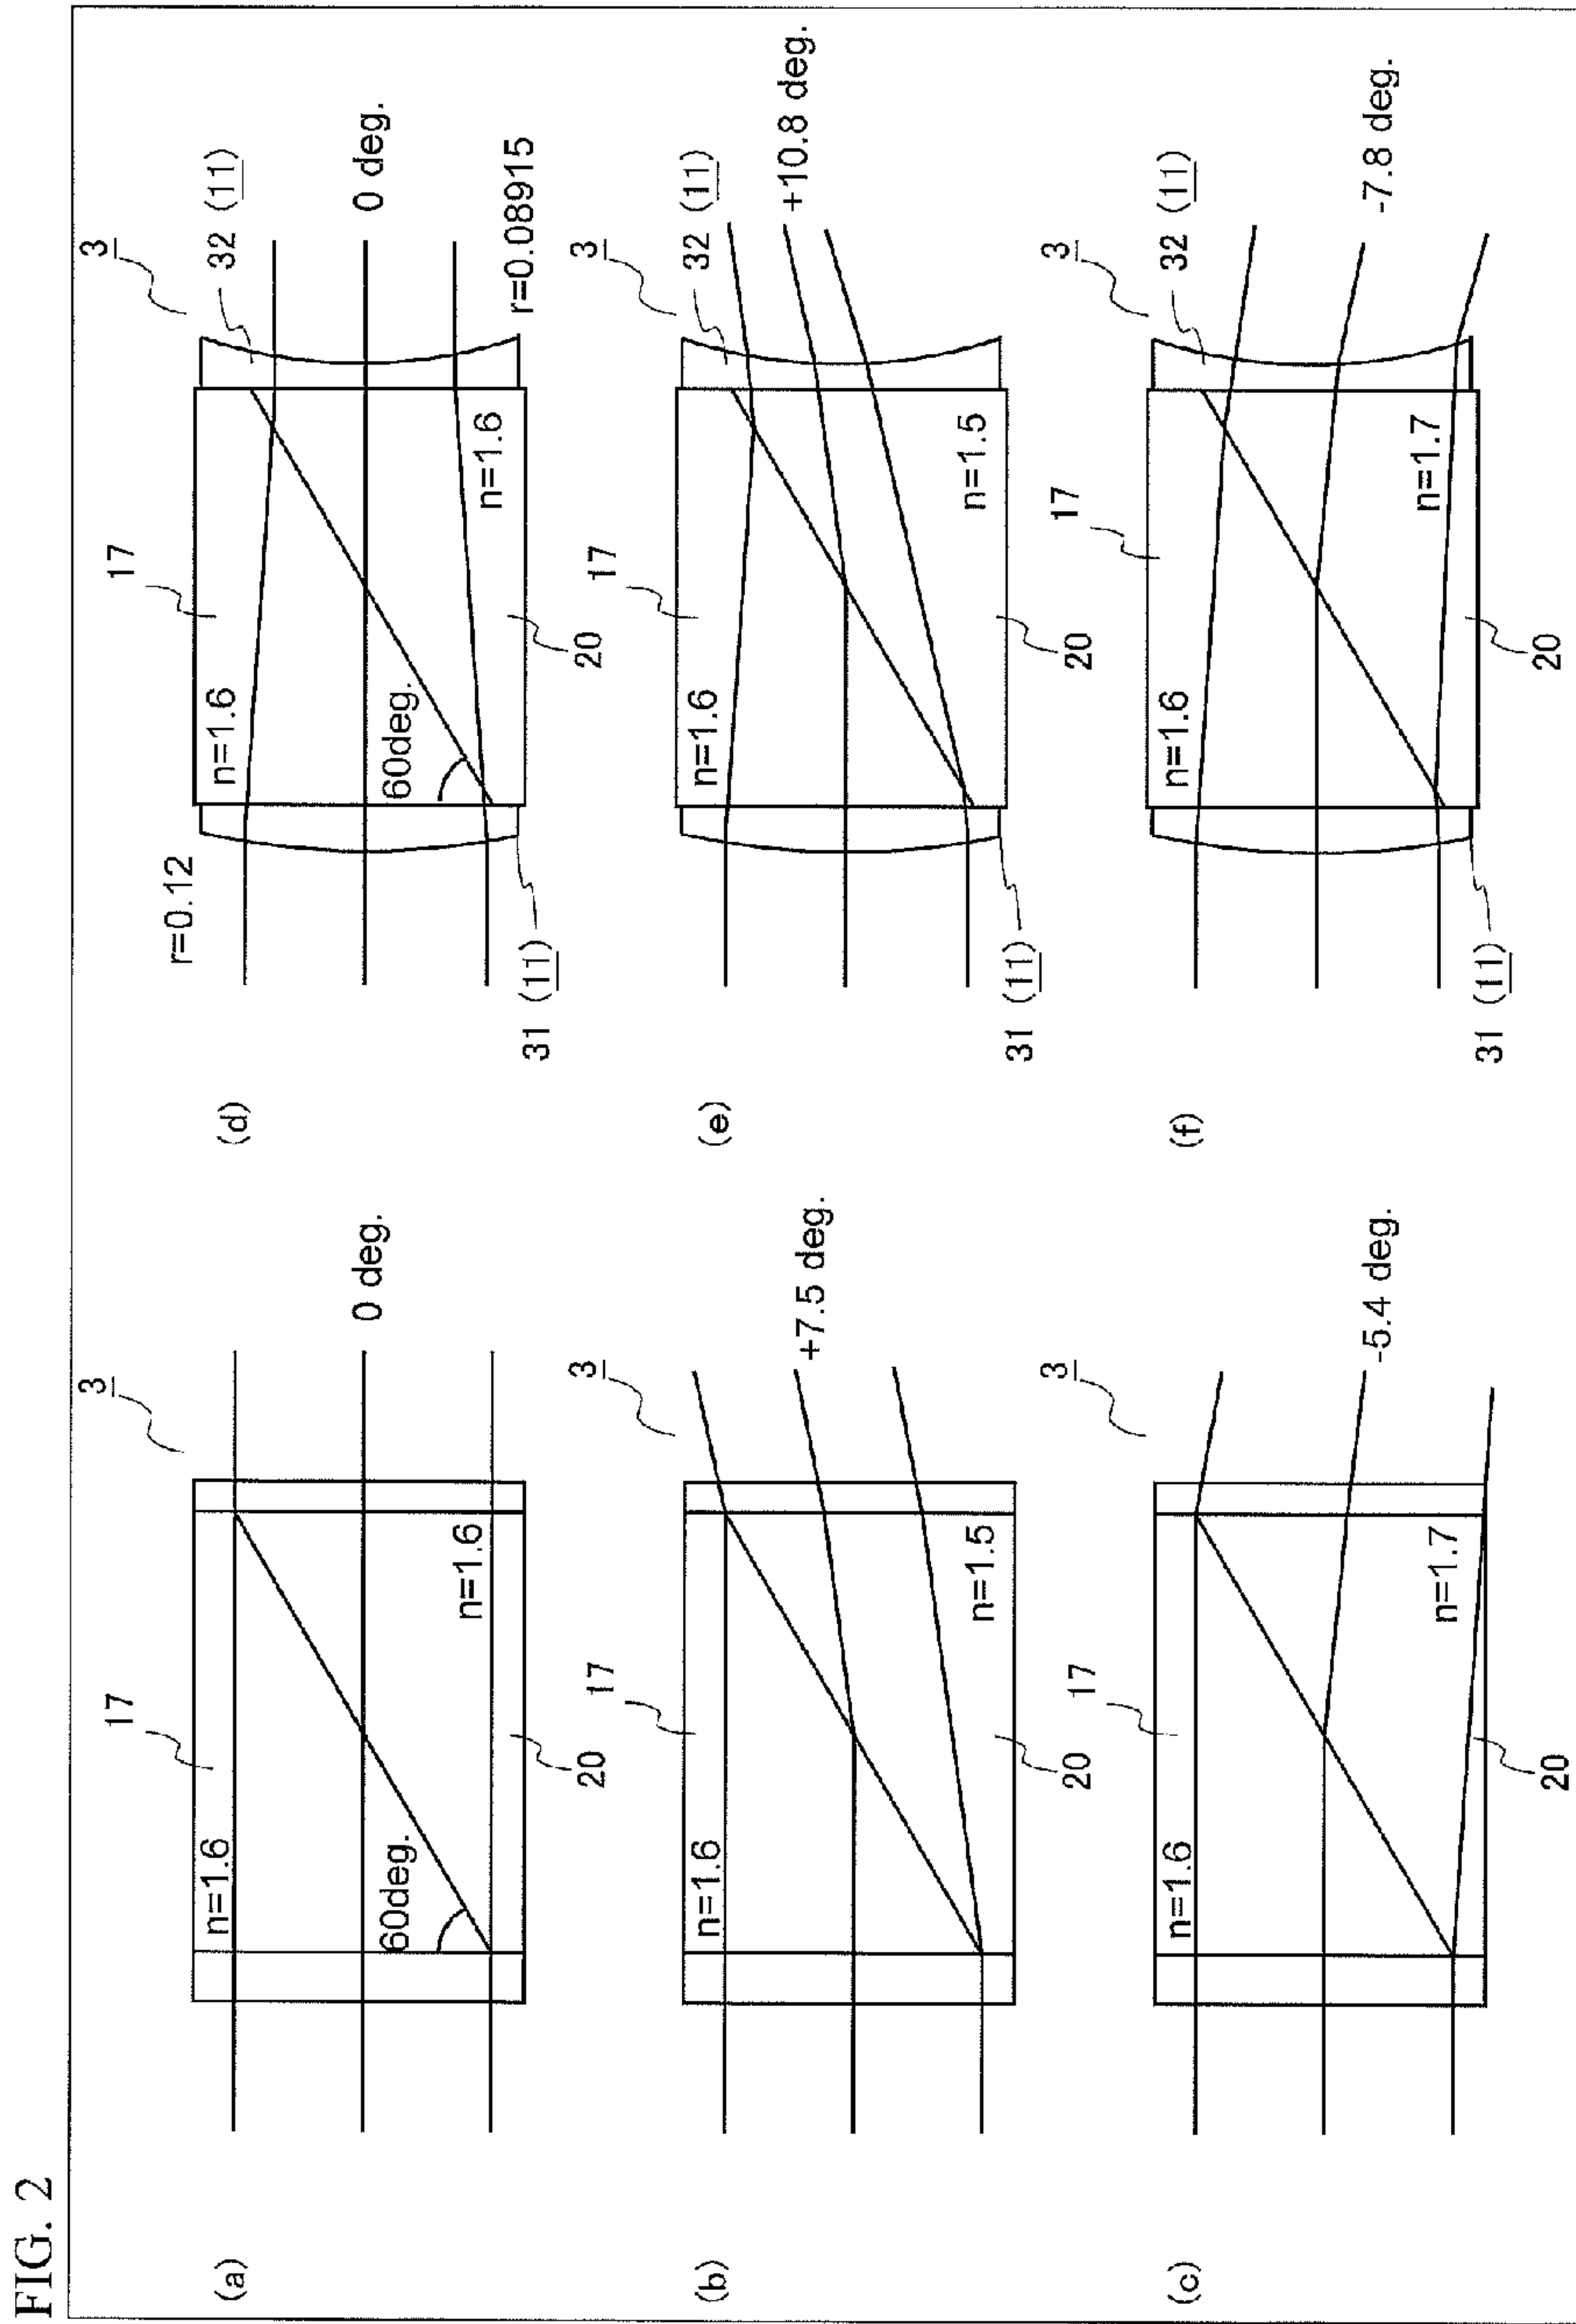 FIG. 2
(a)
n=1.6
60deg.
n=1.6
17
20
3
0 deg.
(b)
n=1.6
n=1.5
17
20
3
+7.5 deg.
(c)
n=1.6
n=1.7
17
20
3
-5.4 deg.
(d)
r=0.12
n=1.6
60deg.
n=1.6
17
20
31 (11)
32 (11)
3
0 deg.
r=0.08915
(e)
n=1.6
n=1.5
17
20
31 (11)
32 (11)
3
+10.8 deg.
(f)
n=1.6
n=1.7
17
20
31 (11)
32 (11)
3
-7.8 deg.